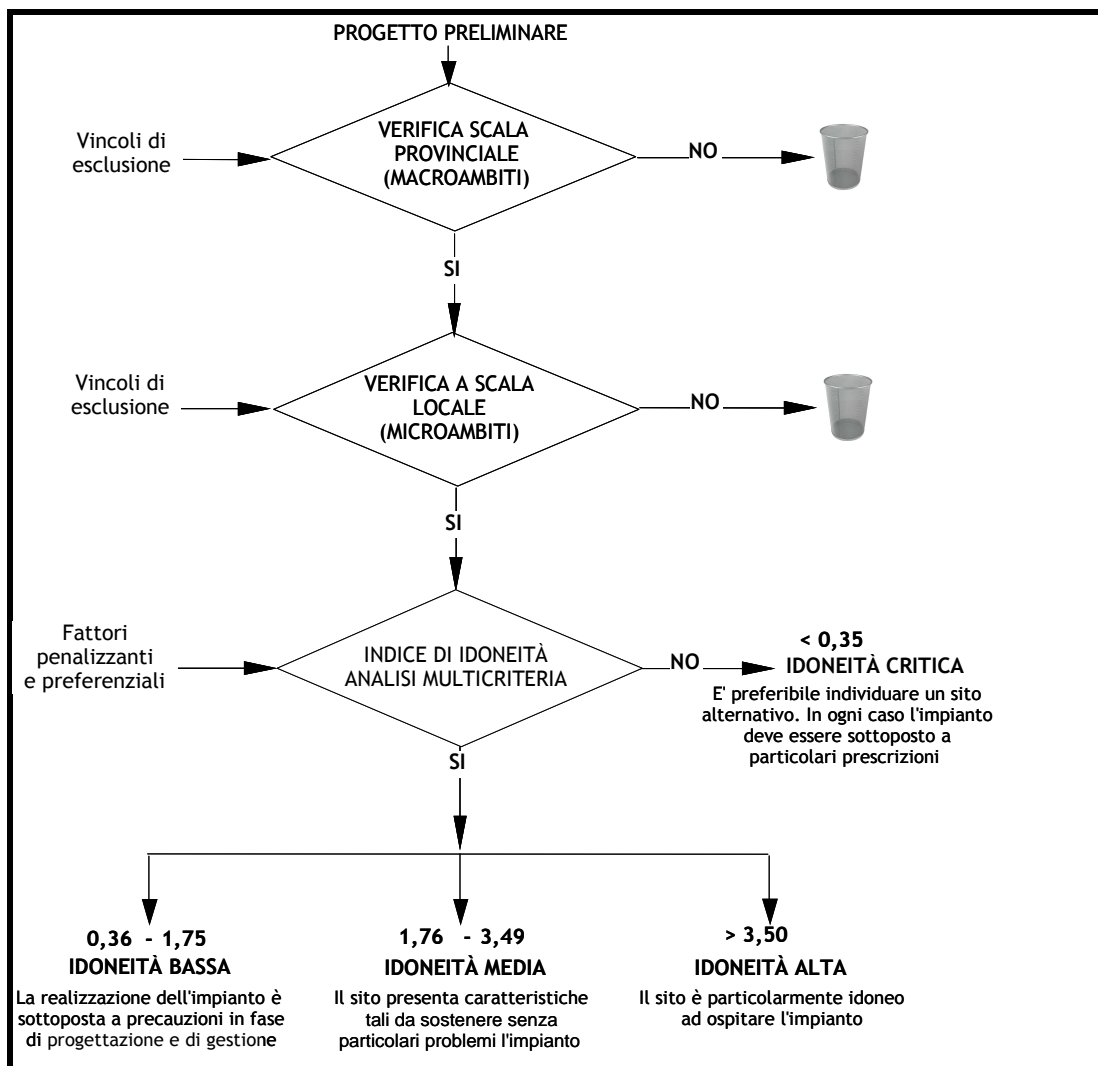 PROGETTO PRELIMINARE
Vincoli di
esclusione
VERIFICA SCALA
PROVINCIALE
(MACROAMBITI)
NO
SI
Vincoli di
esclusione
VERIFICA A SCALA
LOCALE
(MICROAMBITI)
NO
SI
Fattori
penalizzanti
e preferenziali
INDICE DI IDONEITÀ
ANALISI MULTICRITERIA
NO
< 0,35
IDONEITÀ CRITICA
E' preferibile individuare un sito
alternativo. In ogni caso l'impianto
deve essere sottoposto a
particolari prescrizioni
SI
0,36 - 1,75
IDONEITÀ BASSA
La realizzazione dell'impianto è
sottoposta a precauzioni in fase
di progettazione e di gestione
1,76 - 3,49
IDONEITÀ MEDIA
Il sito presenta caratteristiche
tali da sostenere senza
particolari problemi l'impianto
> 3,50
IDONEITÀ ALTA
Il sito è particolarmente idoneo
ad ospitare l'impianto